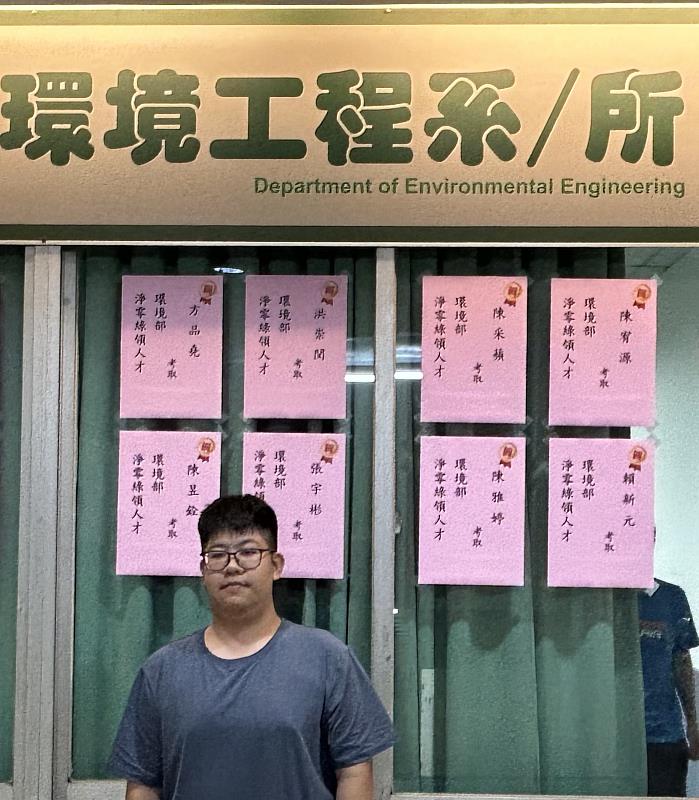 環境工程系/所
Department of Environmental Engineering
方品堯 考取
環境部
淨零綠領人才
洪崇閔 考取
環境部
淨零綠領人才
陳采蘋 考取
環境部
淨零綠領人才
陳宥源 考取
環境部
淨零綠領人才
陳昱銓 考取
環境部
淨零綠領人才
張宇彬 考取
環境部
淨零
賴新元 考取
環境部
淨零綠領人才
陳雅婷 考取
環境部
淨零綠領人才